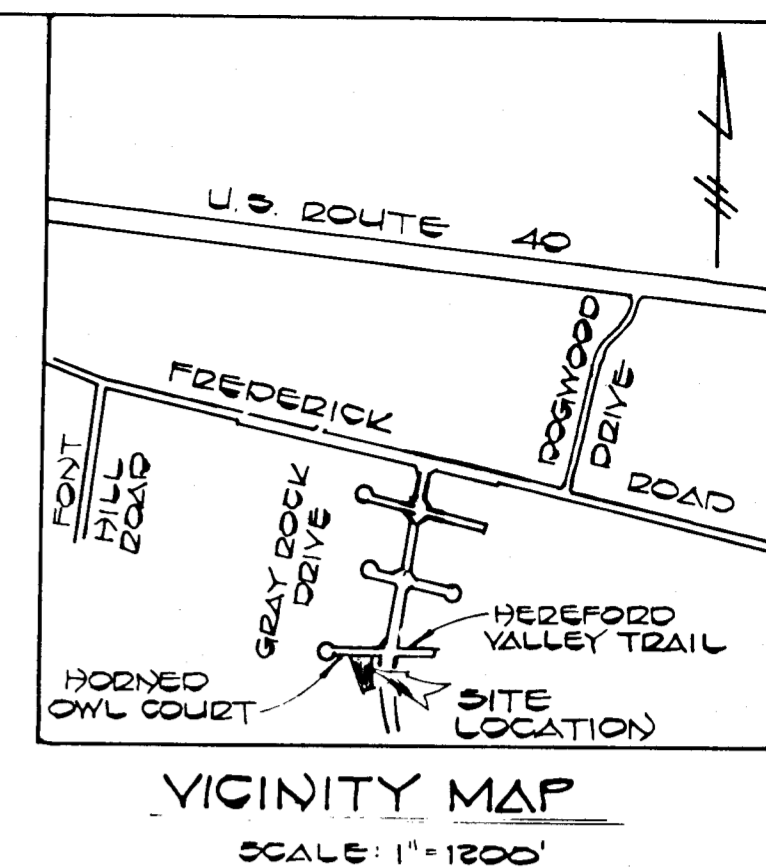 U.S. ROUTE 40
DOGWOOD
DRIVE
FREDERICK
ROAD
FONT
HILL
ROAD
GRAY ROCK
DRIVE
HEREFORD
VALLEY TRAIL
HORNED
OWL COURT
SITE
LOCATION
VICINITY MAP
SCALE: 1" = 1200'